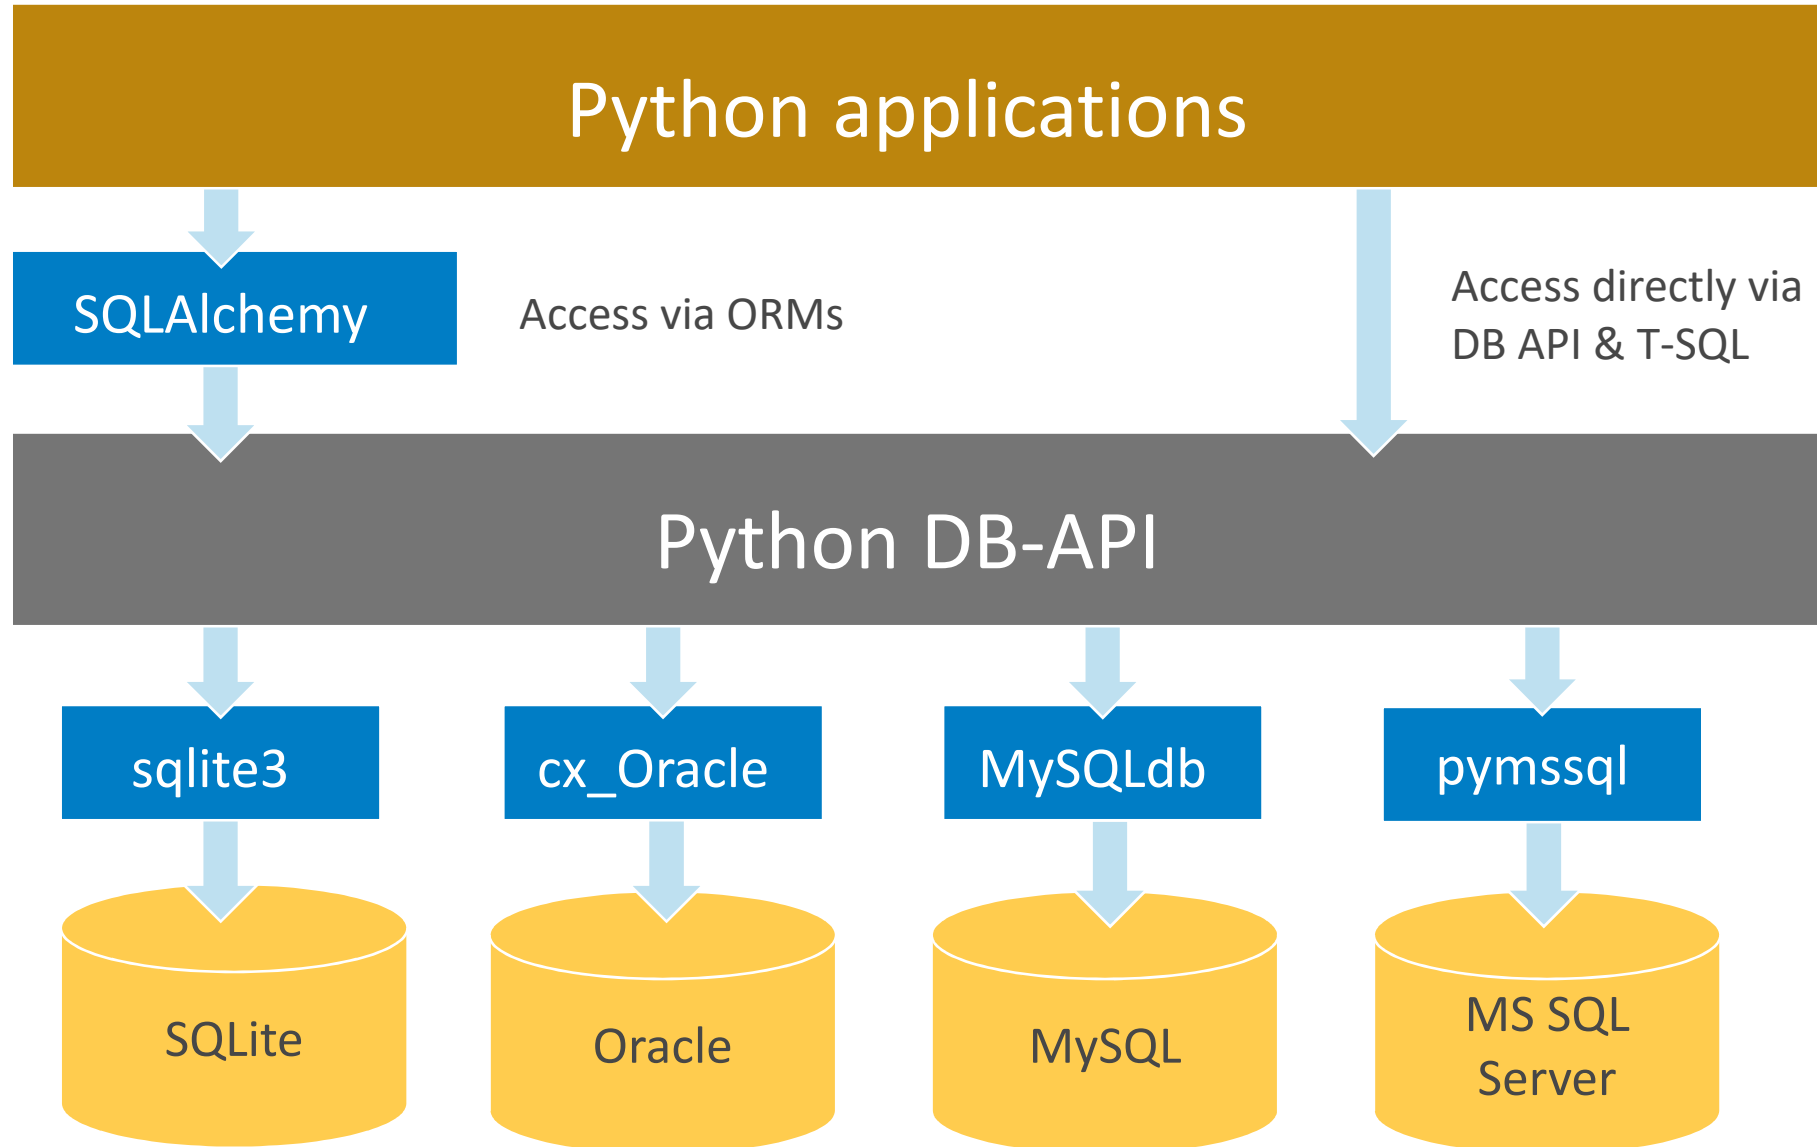 Python applications
SQLAlchemy
Access via ORMs
Access directly via
DB API & T-SQL
Python DB-API
sqlite3
cx_Oracle
MySQLdb
pymssql
SQLite
Oracle
MySQL
MS SQL
Server